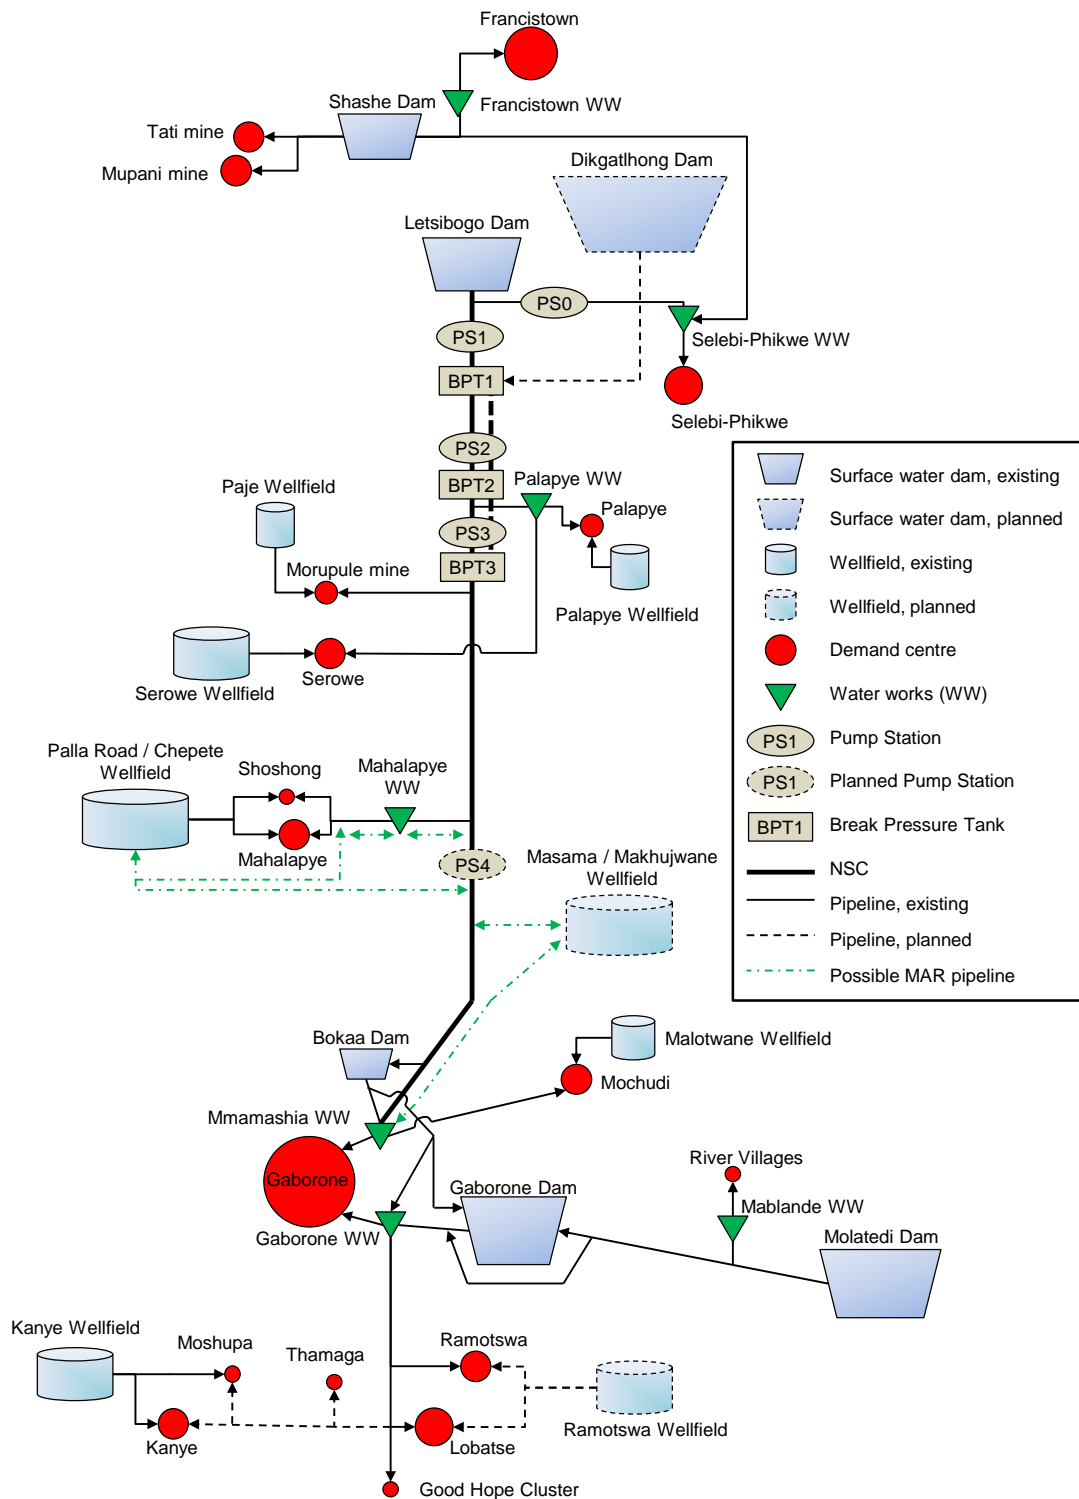 Francistown
Shashe Dam
Francistown WW
Tati mine
Mupani mine
Dikgatlhong Dam
Letsibogo Dam
PS0
PS1
Selebi-Phikwe WW
BPT1
Selebi-Phikwe
PS2
Palapye WW
BPT2
Paje Wellfield
Palapye
PS3
BPT3
Morupule mine
Palapye Wellfield
Serowe
Serowe Wellfield
Surface water dam, existing
Surface water dam, planned
Wellfield, existing
Wellfield, planned
Demand centre
Water works (WW)
PS1
Pump Station
PS1
Planned Pump Station
BPT1
Break Pressure Tank
NSC
Pipeline, existing
Pipeline, planned
Possible MAR pipeline
Palla Road / Chepete
Wellfield
Shoshong
Mahalapye
WW
Mahalapye
PS4
Masama / Makhujwane
Wellfield
Bokaa Dam
Malotwane Wellfield
Mochudi
Mmamashia WW
Gaborone
River Villages
Gaborone Dam
Mablande WW
Gaborone WW
Molatedi Dam
Kanye Wellfield
Moshupa
Thamaga
Ramotswa
Ramotswa Wellfield
Kanye
Lobatse
Good Hope Cluster